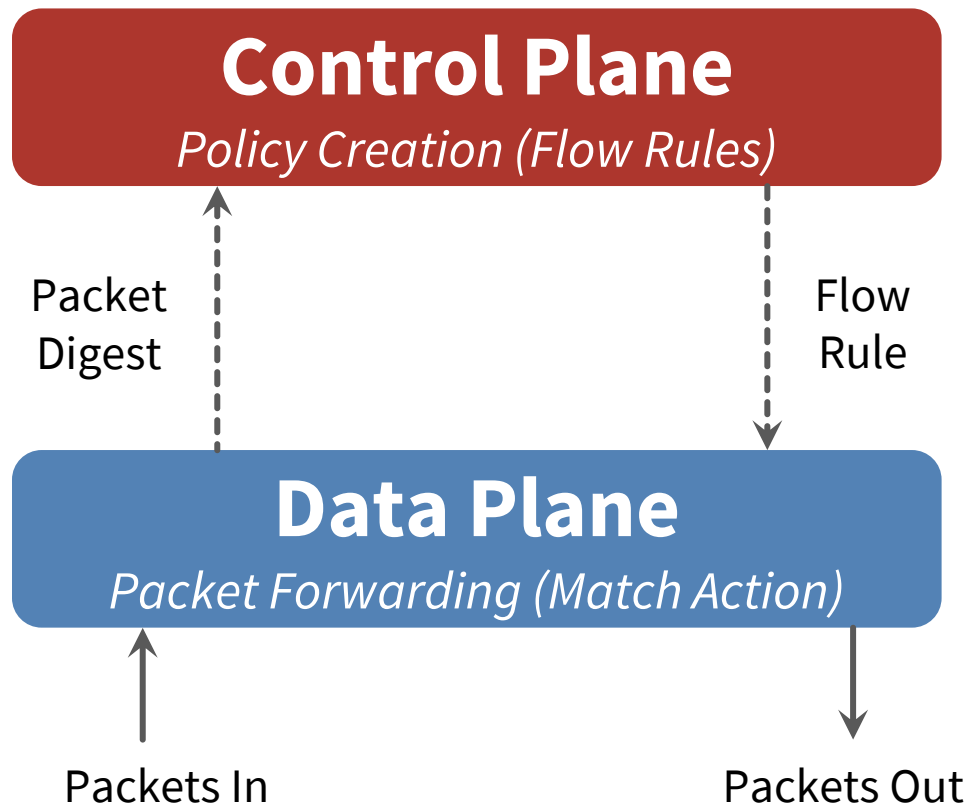 Control Plane
Policy Creation (Flow Rules)
Packet
Digest
Flow
Rule
Data Plane
Packet Forwarding (Match Action)
Packets In
Packets Out